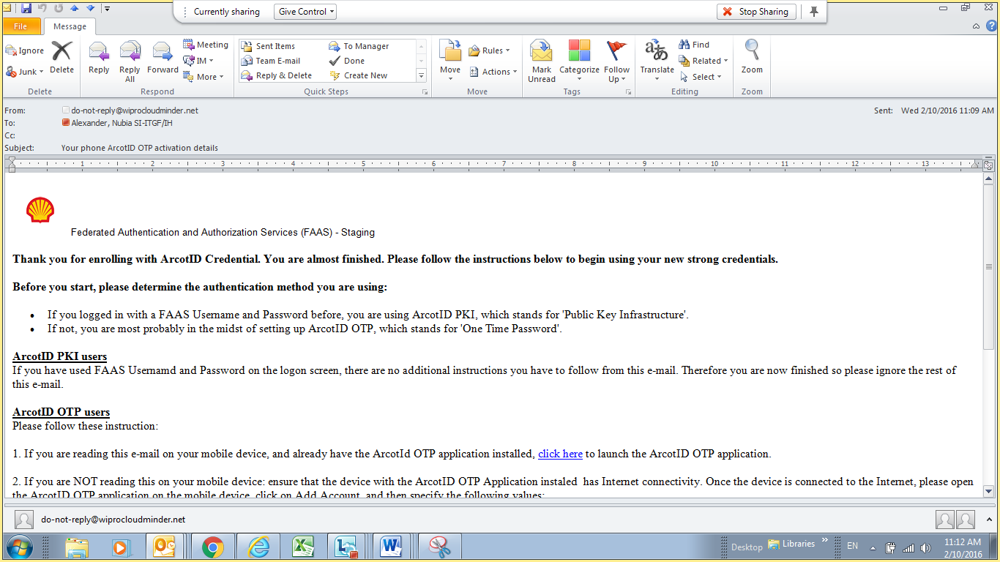 Currently sharing Give Control Stop Sharing
File Message
Ignore Delete Reply Reply All Forward Meeting Sent Items To Manager Move Rules Mark Unread Categorize Follow Up Translate Find Zoom
IM Team E-mail Done Related
Junk More Reply & Delete Create New Actions Select
Delete Respond Quick Steps Move Tags Editing Zoom
From: do-not-reply@wiprocloudminder.net Sent: Wed 2/10/2016 11:09 AM
To: Alexander, Nubia SI-ITGF/IH
Cc:
Subject: Your phone ArcotID OTP activation details
1 2 3 4 5 6 7 8 9 10 11 12 13
Federated Authentication and Authorization Services (FAAS) - Staging
Thank you for enrolling with ArcotID Credential. You are almost finished. Please follow the instructions below to begin using your new strong credentials.
Before you start, please determine the authentication method you are using:
• If you logged in with a FAAS Username and Password before, you are using ArcotID PKI, which stands for 'Public Key Infrastructure'.
• If not, you are most probably in the midst of setting up ArcotID OTP, which stands for 'One Time Password'.
ArcotID PKI users
If you have used FAAS Usernamd and Password on the logon screen, there are no additional instructions you have to follow from this e-mail. Therefore you are now finished so please ignore the rest of
this e-mail.
ArcotID OTP users
Please follow these instruction:
1. If you are reading this e-mail on your mobile device, and already have the ArcotId OTP application installed, click here to launch the ArcotID OTP application.
2. If you are NOT reading this on your mobile device: ensure that the device with the ArcotID OTP Application instaled has Internet connectivity. Once the device is connected to the Internet, please open
the ArcotID OTP application on the mobile device, click on Add Account, and then specify the following values:
do-not-reply@wiprocloudminder.net
Desktop Libraries » EN 11:12 AM
2/10/2016